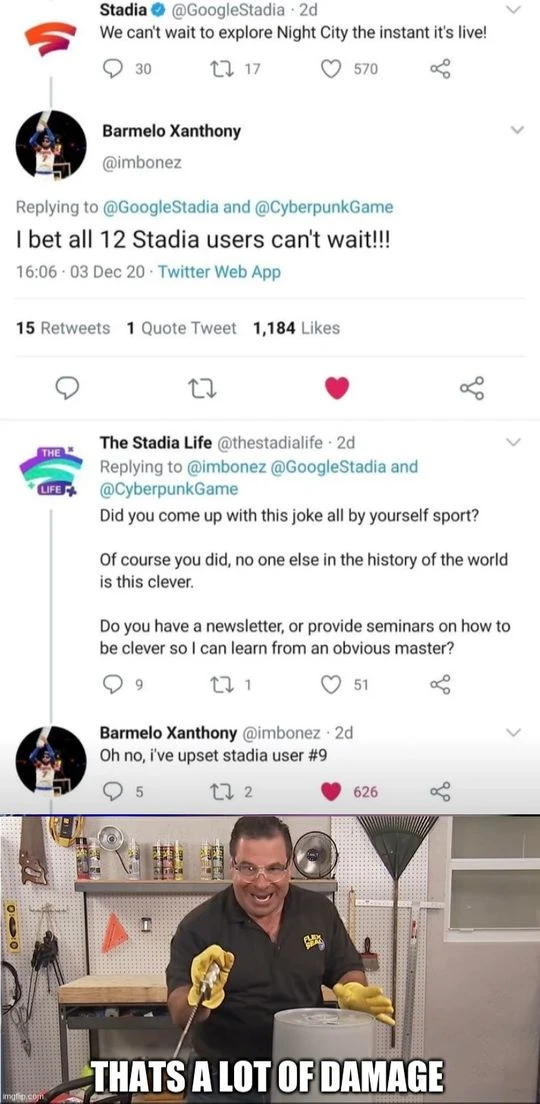 Stadia @GoogleStadia · 2d
We can't wait to explore Night City the instant it's live!
30 17 570
Barmelo Xanthony
@imbonez
Replying to @GoogleStadia and @CyberpunkGame
I bet all 12 Stadia users can't wait!!!
16:06 · 03 Dec 20 · Twitter Web App
15 Retweets 1 Quote Tweet 1,184 Likes
THE
LIFE
The Stadia Life @thestadialife · 2d
Replying to @imbonez @GoogleStadia and
@CyberpunkGame
Did you come up with this joke all by yourself sport?
Of course you did, no one else in the history of the world
is this clever.
Do you have a newsletter, or provide seminars on how to
be clever so I can learn from an obvious master?
9 1 51
Barmelo Xanthony @imbonez · 2d
Oh no, i've upset stadia user #9
5 2 626
FLEX
SEAL
THATS A LOT OF DAMAGE
imgflip.com